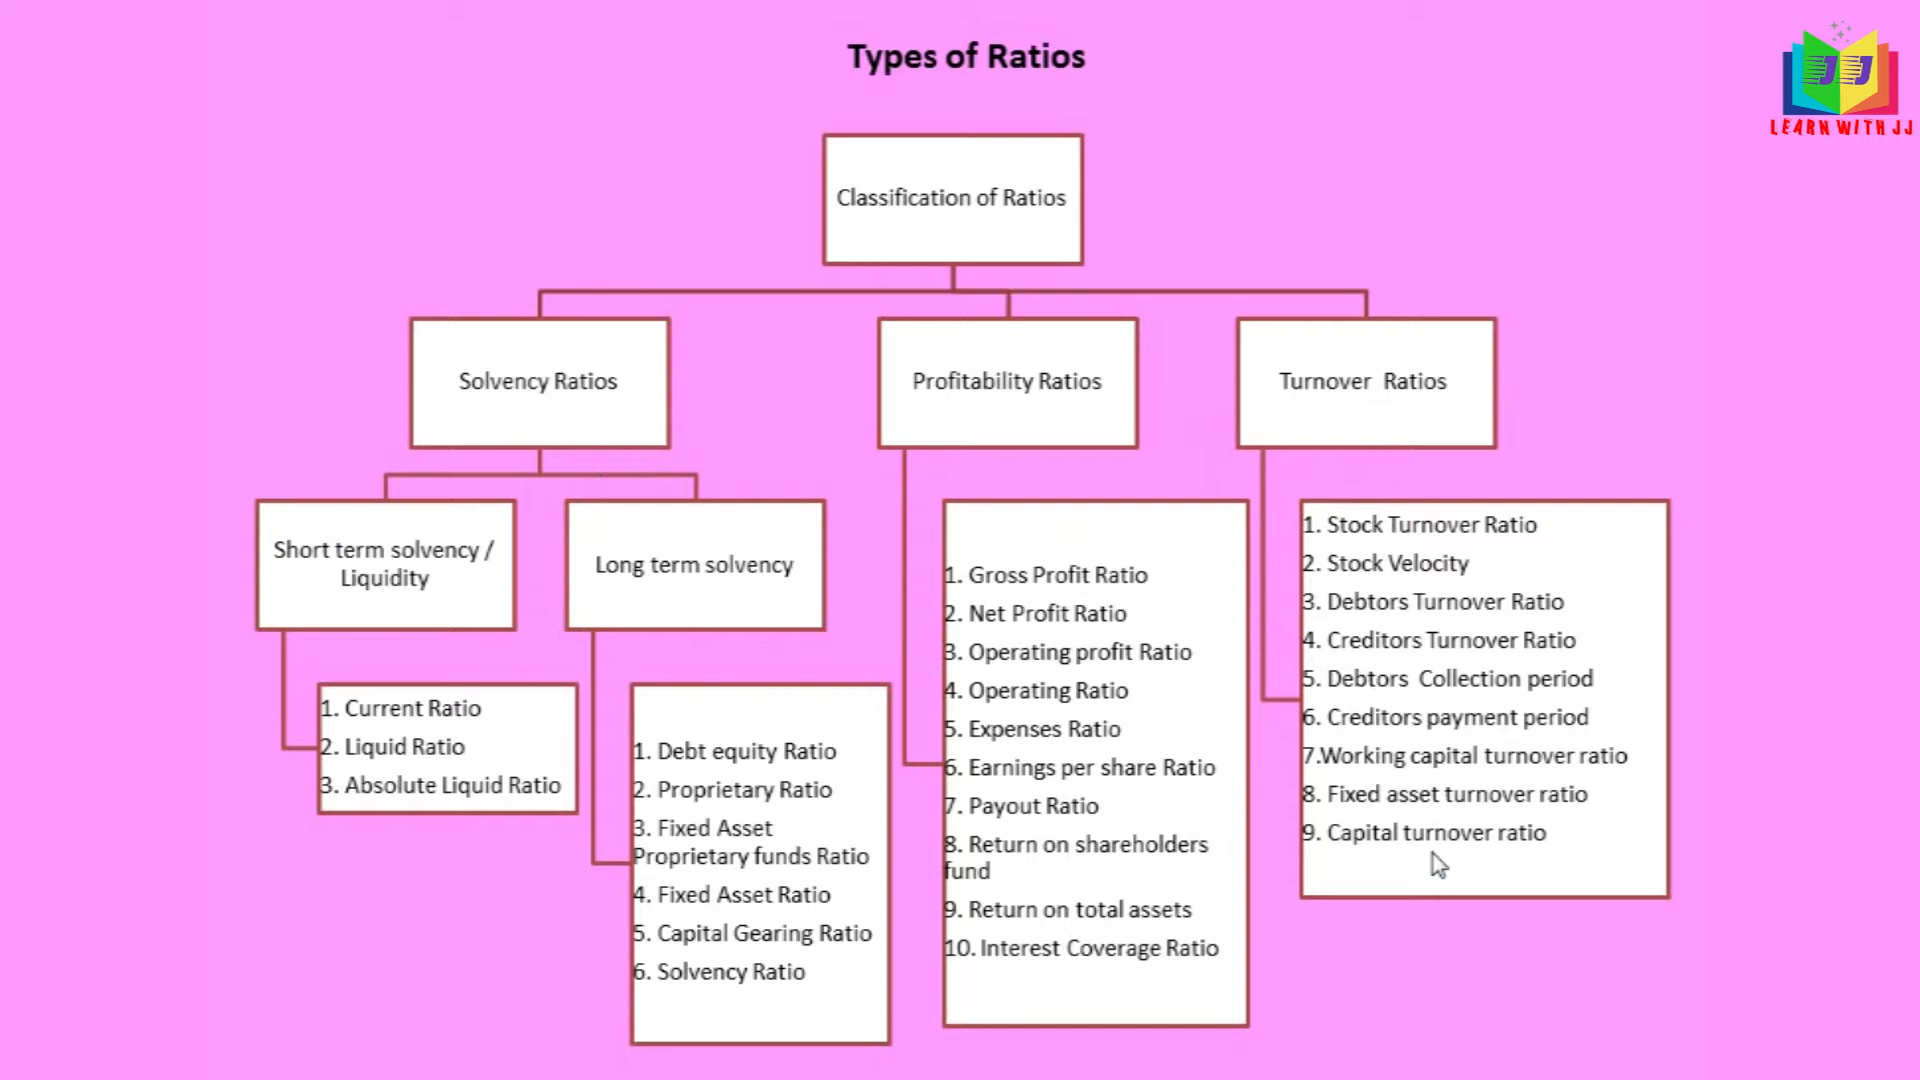 Types of Ratios
JJ
LEARN WITH JJ
Classification of Ratios
Solvency Ratios
Profitability Ratios
Turnover Ratios
Short term solvency /
Liquidity
Long term solvency
1. Current Ratio
2. Liquid Ratio
3. Absolute Liquid Ratio
1. Debt equity Ratio
2. Proprietary Ratio
3. Fixed Asset
Proprietary funds Ratio
4. Fixed Asset Ratio
5. Capital Gearing Ratio
6. Solvency Ratio
1. Gross Profit Ratio
2. Net Profit Ratio
3. Operating profit Ratio
4. Operating Ratio
5. Expenses Ratio
6. Earnings per share Ratio
7. Payout Ratio
8. Return on shareholders
fund
9. Return on total assets
10. Interest Coverage Ratio
1. Stock Turnover Ratio
2. Stock Velocity
3. Debtors Turnover Ratio
4. Creditors Turnover Ratio
5. Debtors Collection period
6. Creditors payment period
7.Working capital turnover ratio
8. Fixed asset turnover ratio
9. Capital turnover ratio